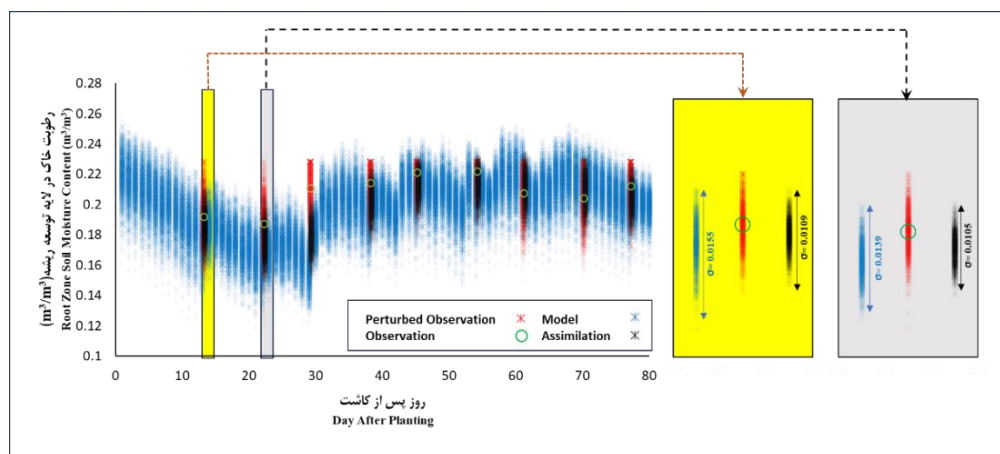 0.28
0.26
0.24
0.22
0.2
0.18
0.16
0.14
0.12
0.1
رطوبت خاک در لایه توسعه ریشه(m³/m³)
Root Zone Soil Moisture Content (m³/m³)
Perturbed Observation
Model
Observation
Assimilation
0 10 20 30 40 50 60 70 80
روز پس از کاشت
Day After Planting
σ= 0.0155
σ= 0.0109
σ= 0.0139
σ= 0.0105